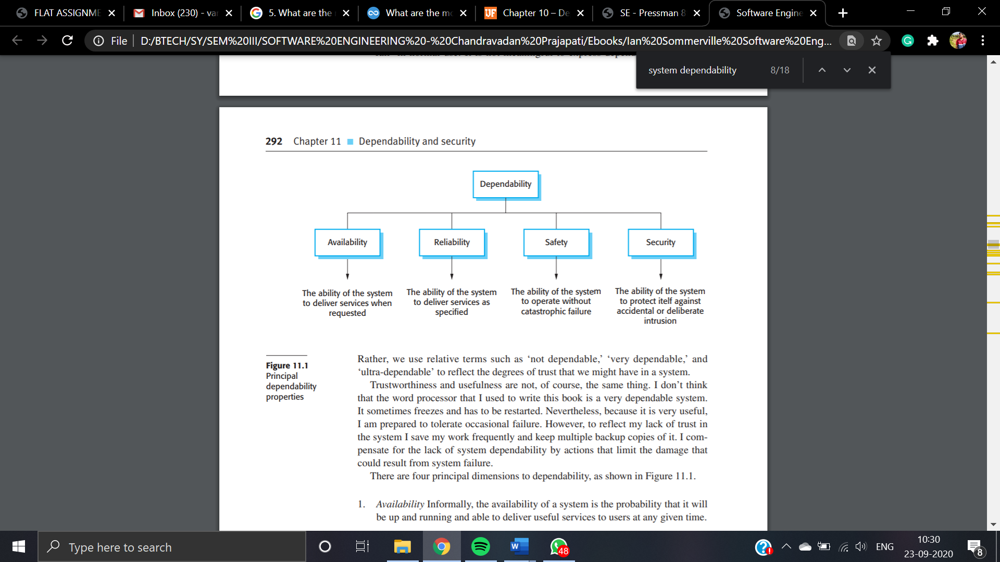 FLAT ASSIGNME
Inbox (230) - va
5. What are the
What are the mo
Chapter 10 – De
SE - Pressman 8
Software Engine
File
D:/BTECH/SY/SEM%20III/SOFTWARE%20ENGINEERING%20-%20Chandravadan%20Prajapati/Ebooks/Ian%20Sommerville%20Software%20Eng...
system dependability 8/18
292 Chapter 11 Dependability and security
Dependability
Availability
Reliability
Safety
Security
The ability of the system
to deliver services when
requested
The ability of the system
to deliver services as
specified
The ability of the system
to operate without
catastrophic failure
The ability of the system
to protect itelf against
accidental or deliberate
intrusion
Figure 11.1
Principal
dependability
properties
Rather, we use relative terms such as ‘not dependable,’ ‘very dependable,’ and
‘ultra-dependable’ to reflect the degrees of trust that we might have in a system.
Trustworthiness and usefulness are not, of course, the same thing. I don’t think
that the word processor that I used to write this book is a very dependable system.
It sometimes freezes and has to be restarted. Nevertheless, because it is very useful,
I am prepared to tolerate occasional failure. However, to reflect my lack of trust in
the system I save my work frequently and keep multiple backup copies of it. I com-
pensate for the lack of system dependability by actions that limit the damage that
could result from system failure.
There are four principal dimensions to dependability, as shown in Figure 11.1.
1. Availability Informally, the availability of a system is the probability that it will
be up and running and able to deliver useful services to users at any given time.
Type here to search
48
ENG
10:30
23-09-2020
8